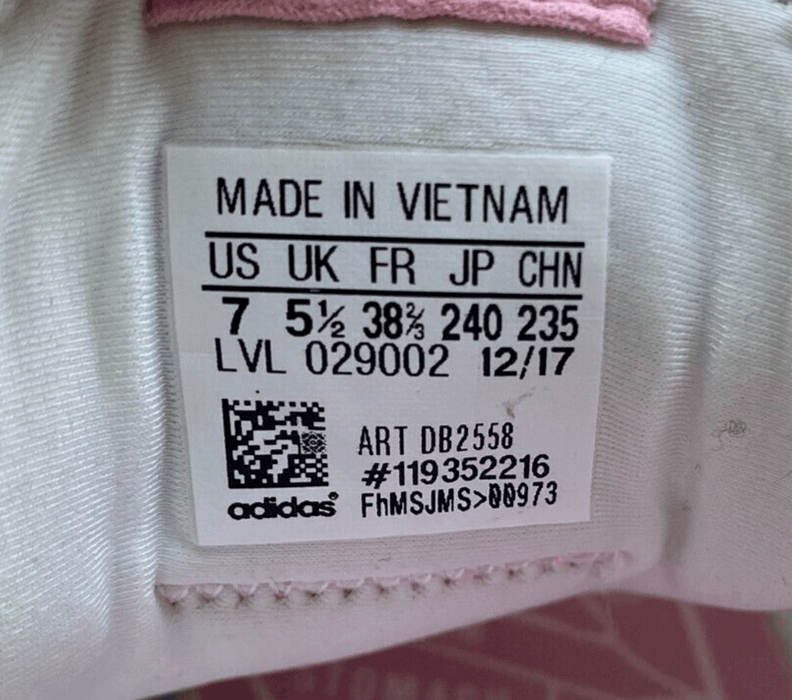 MADE IN VIETNAM
US UK FR JP CHN
7 5½ 38⅔ 240 235
LVL 029002 12/17
ART DB2558
#119352216
adidas® FhMSJMS>00973